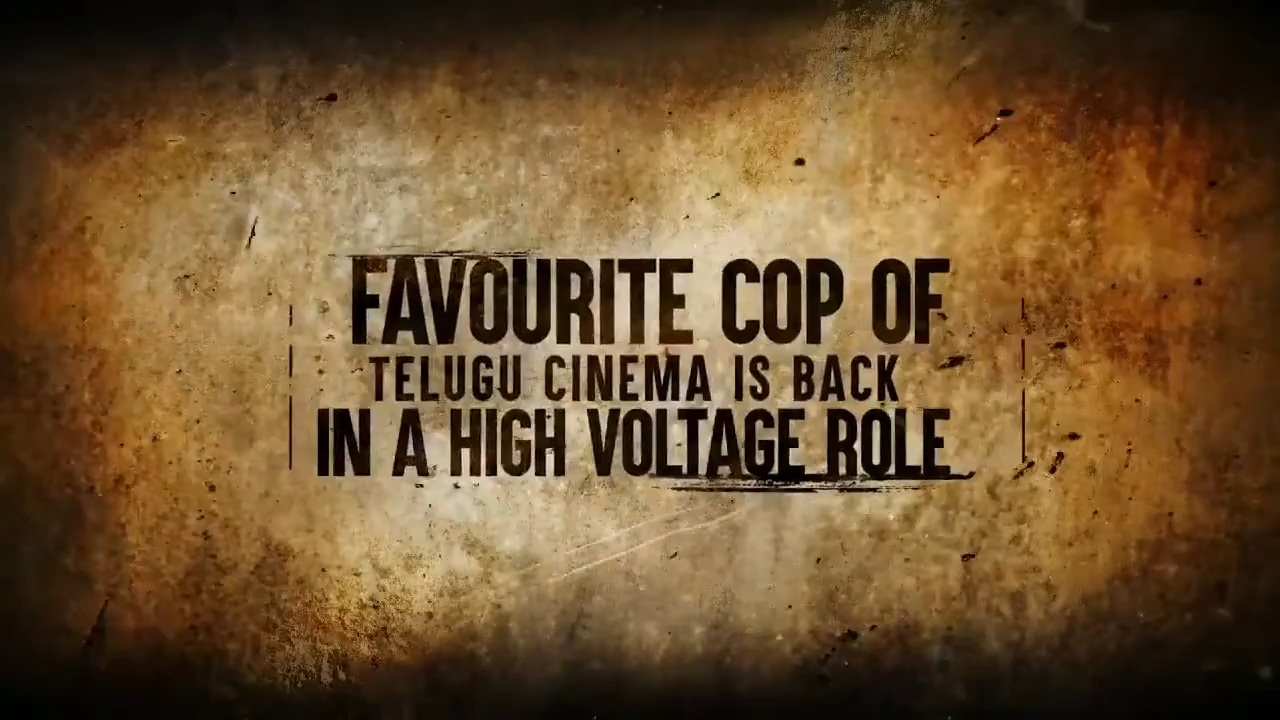 FAVOURITE COP OF
TELUGU CINEMA IS BACK
IN A HIGH VOLTAGE ROLE